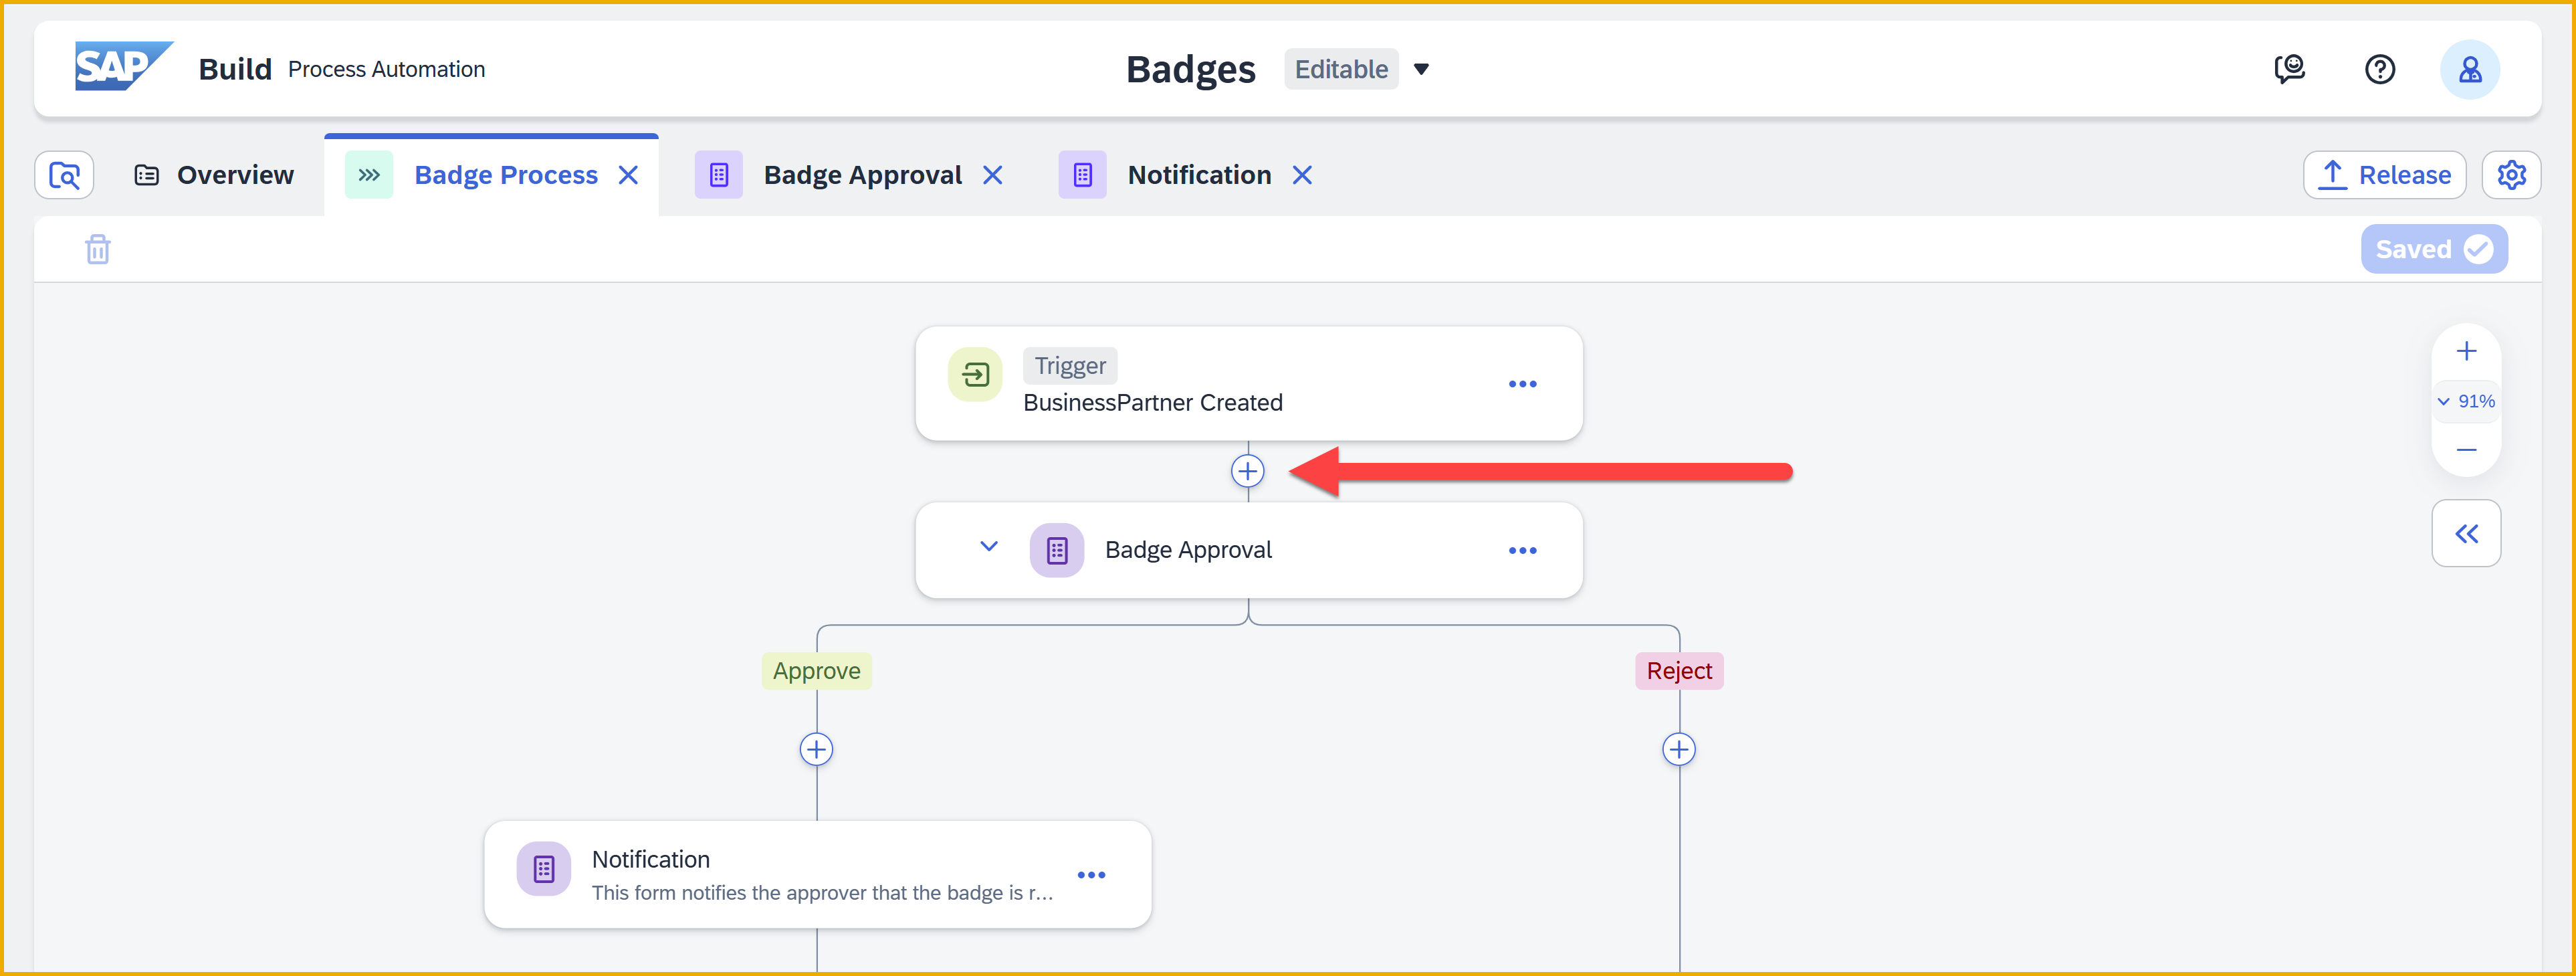 SAP Build Process Automation
Badges Editable
Overview Badge Process Badge Approval Notification Release
Saved
Trigger
BusinessPartner Created
91%
Badge Approval
Approve Reject
Notification
This form notifies the approver that the badge is r...